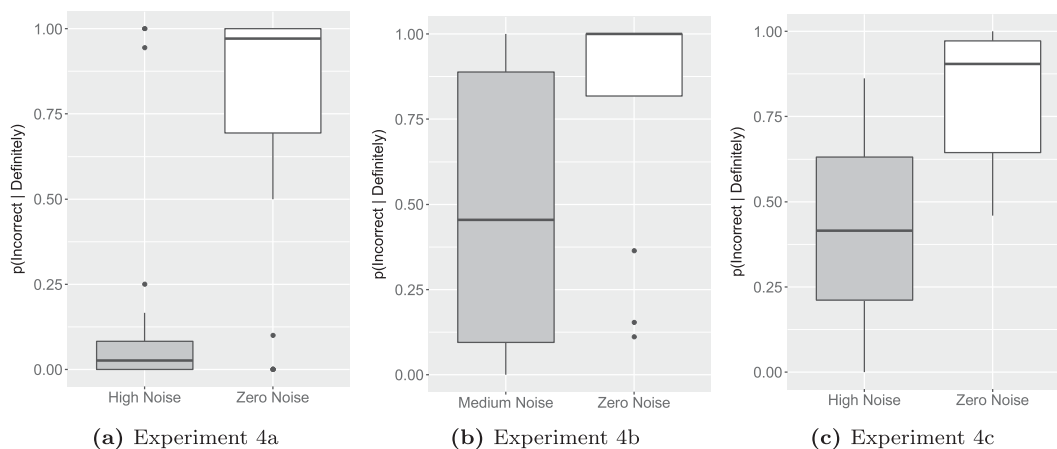 p(Incorrect | Definitely)
1.00
0.75
0.50
0.25
0.00
High Noise Zero Noise
(a) Experiment 4a
p(Incorrect | Definitely)
1.00
0.75
0.50
0.25
0.00
Medium Noise Zero Noise
(b) Experiment 4b
p(Incorrect | Definitely)
1.00
0.75
0.50
0.25
0.00
High Noise Zero Noise
(c) Experiment 4c